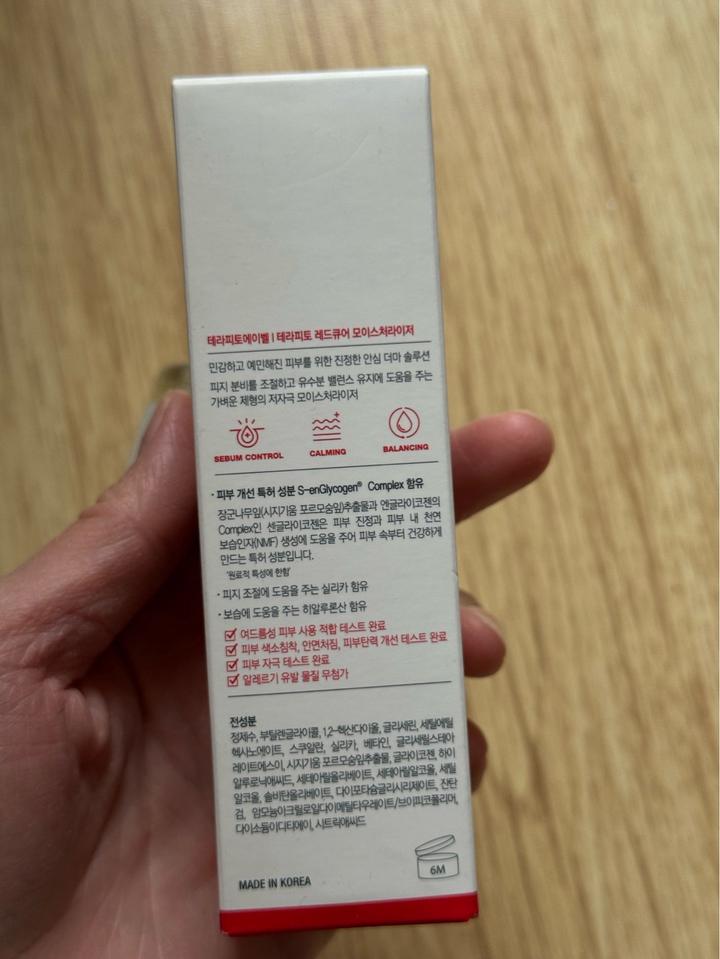 테라피토에이벨 | 테라피토 레드큐어 모이스처라이저
민감하고 예민해진 피부를 위한 진정한 안심 더마 솔루션
피지 분비를 조절하고 유수분 밸런스 유지에 도움을 주는
가벼운 제형의 저자극 모이스처라이저
SEBUM CONTROL
CALMING
BALANCING
· 피부 개선 특허 성분 S-enGlycogen® Complex 함유
장군나무잎(시지기움 포르모숨잎)추출물과 엔글라이코젠의
Complex인 센글라이코젠은 피부 진정과 피부 내 천연
보습인자(NMF) 생성에 도움을 주어 피부 속부터 건강하게
만드는 특허 성분입니다.
'원료적 특성에 한함'
· 피지 조절에 도움을 주는 실리카 함유
· 보습에 도움을 주는 히알루론산 함유
여드름성 피부 사용 적합 테스트 완료
피부 색소침착, 안면처짐, 피부탄력 개선 테스트 완료
피부 자극 테스트 완료
알레르기 유발 물질 무첨가
전성분
정제수, 부틸렌글라이콜, 1,2-헥산다이올, 글리세린, 세틸에틸
헥사노에이트, 스쿠알란, 실리카, 베타인, 글리세릴스테아
레이트에스이, 시지기움 포르모숨잎추출물, 글라이코젠, 하이
알루로닉애씨드, 세테아릴올리베이트, 세테아릴알코올, 세틸
알코올, 솔비탄올리베이트, 다이포타슘글리시리제이트, 잔탄
검, 암모늄아크릴로일다이메틸타우레이트/브이피코폴리머,
다이소듐이디티에이, 시트릭애씨드
6M
MADE IN KOREA